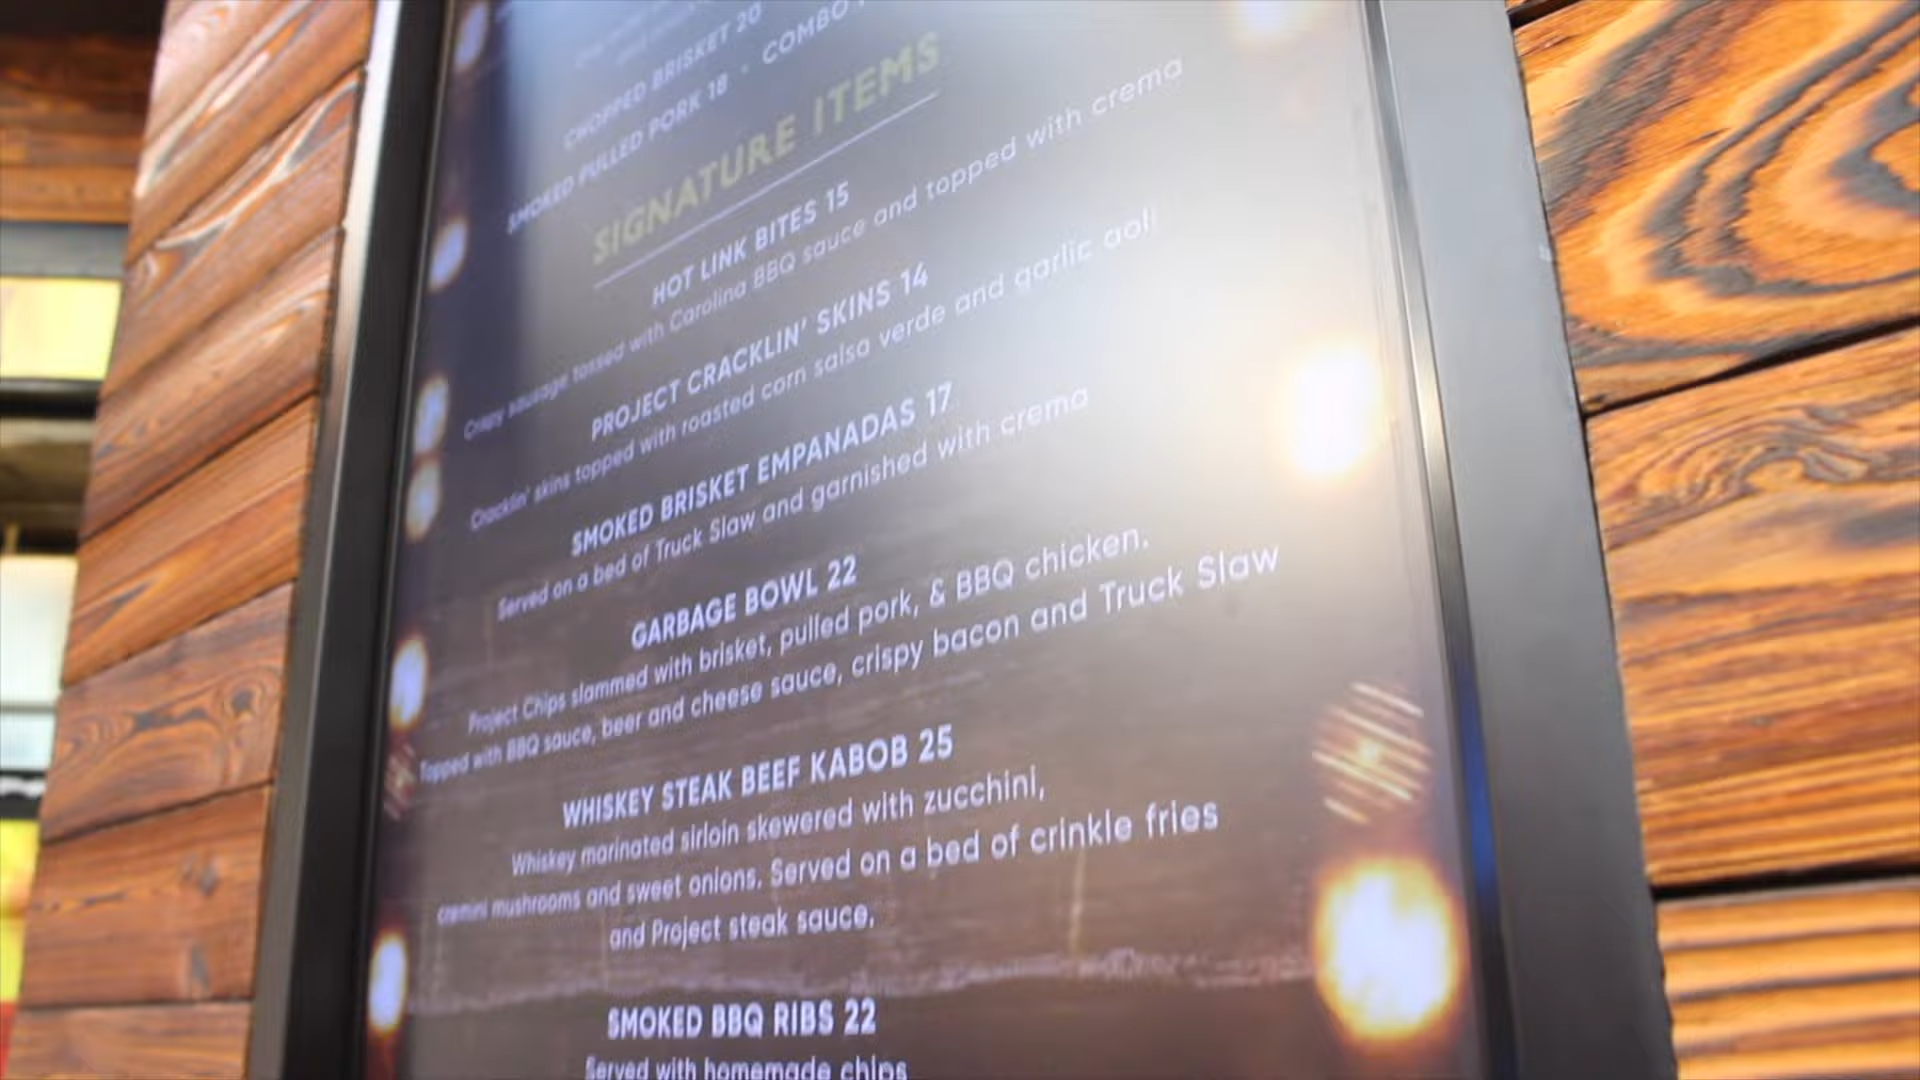 CHOPPED BRISKET 20
SMOKED PULLED PORK 18 · COMBO
SIGNATURE ITEMS
HOT LINK BITES 15
Crispy sausage tossed with Carolina BBQ sauce and topped with crema
PROJECT CRACKLIN' SKINS 14
Cracklin' skins topped with roasted corn salsa verde and garlic aoli
SMOKED BRISKET EMPANADAS 17
Served on a bed of Truck Slaw and garnished with crema
GARBAGE BOWL 22
Project Chips slammed with brisket, pulled pork, & BBQ chicken.
Topped with BBQ sauce, beer and cheese sauce, crispy bacon and Truck Slaw
WHISKEY STEAK BEEF KABOB 25
Whiskey marinated sirloin skewered with zucchini,
cremini mushrooms and sweet onions. Served on a bed of crinkle fries
and Project steak sauce.
SMOKED BBQ RIBS 22
Served with homemade chips